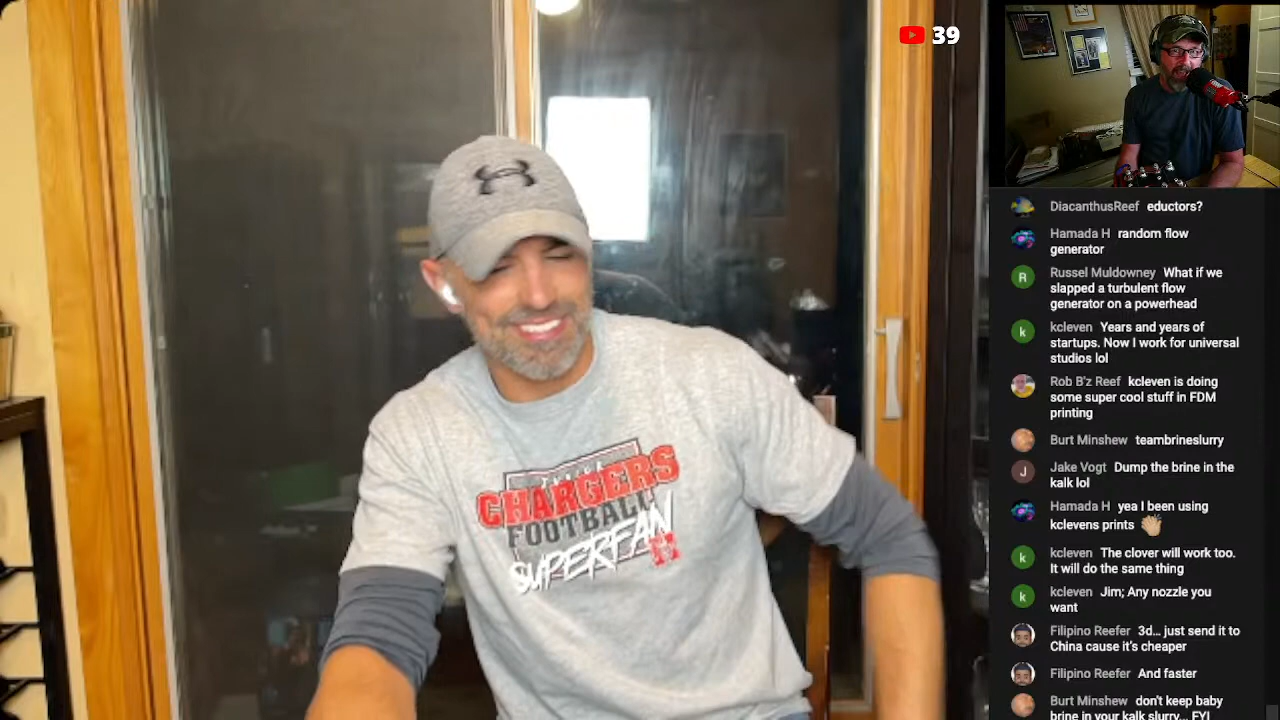 39
CHARGERS
FOOTBALL
SUPERFAN
H
DiacanthusReef eductors?
Hamada H random flow
generator
R
Russel Muldowney What if we
slapped a turbulent flow
generator on a powerhead
k
kcleven Years and years of
startups. Now I work for universal
studios lol
Rob B'z Reef kcleven is doing
some super cool stuff in FDM
printing
Burt Minshew teambrineslurry
J
Jake Vogt Dump the brine in the
kalk lol
Hamada H yea I been using
kclevens prints
k
kcleven The clover will work too.
It will do the same thing
k
kcleven Jim; Any nozzle you
want
Filipino Reefer 3d... just send it to
China cause it's cheaper
Filipino Reefer And faster
Burt Minshew don't keep baby
brine in your kalk slurry... FYI